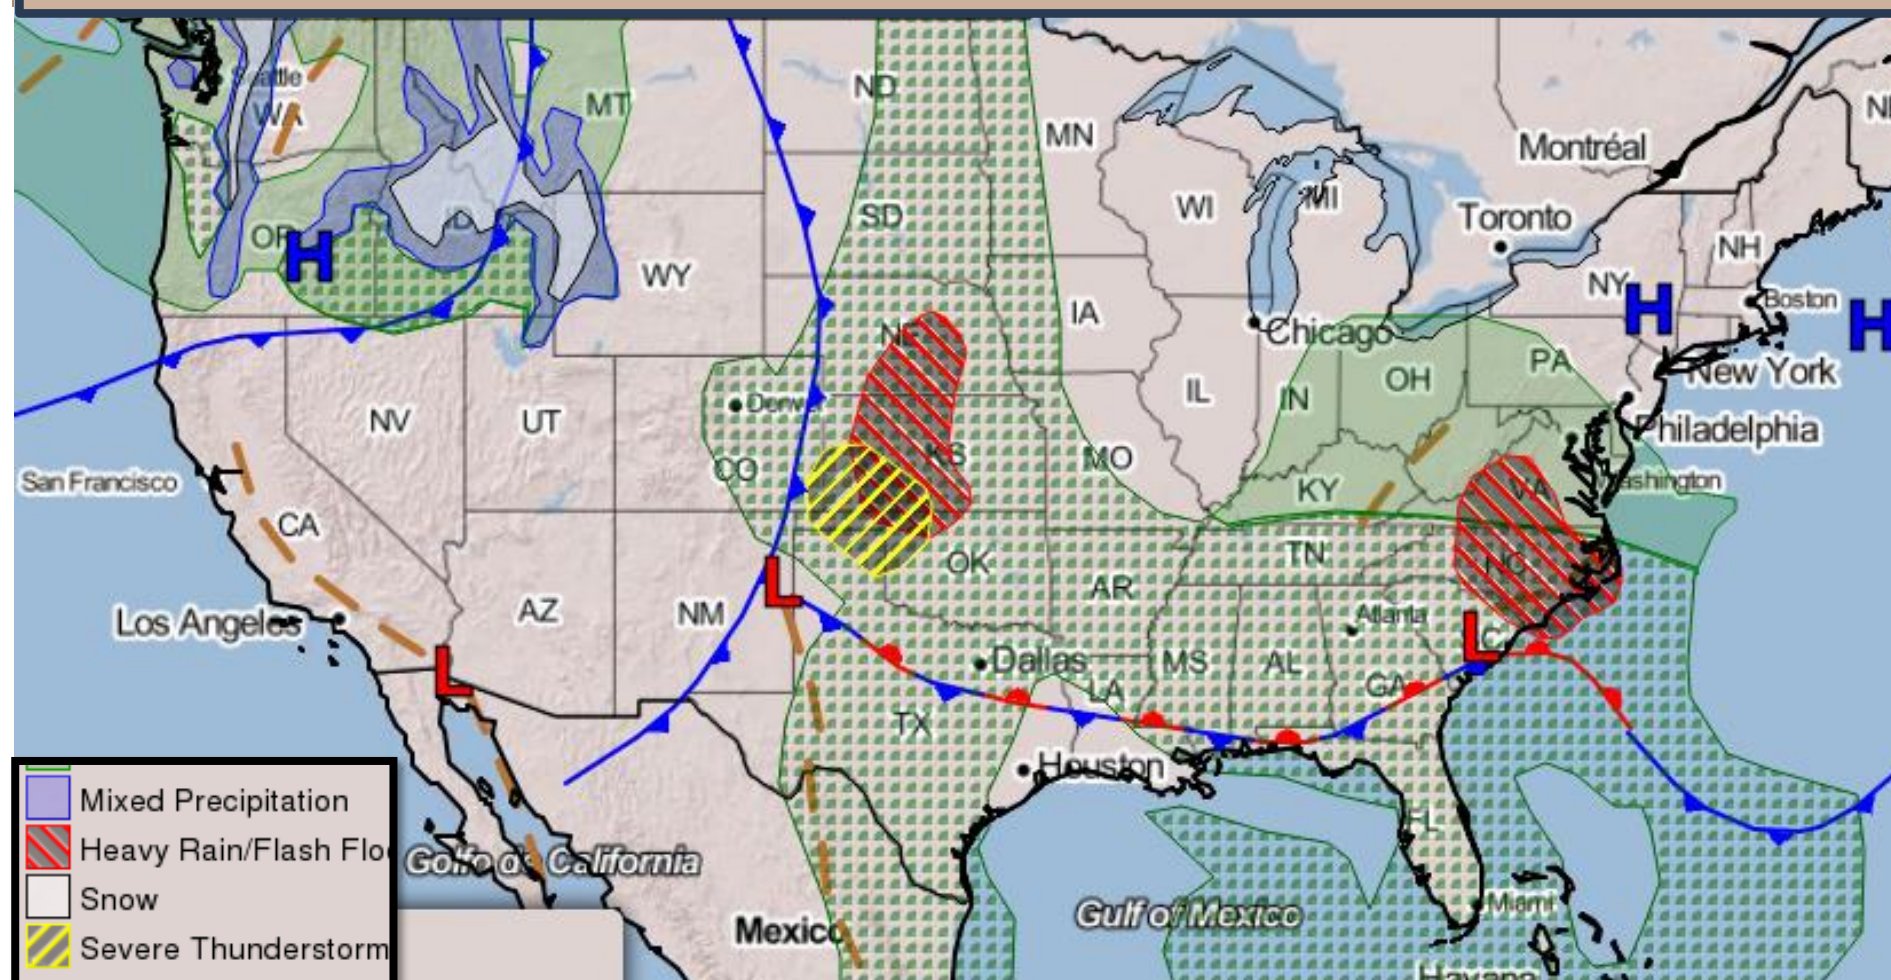 Seattle
WA
MT
ND
MN
Montréal
OR
H
ID
SD
WI
MI
Toronto
NH
WY
NE
IA
NY
H
Boston
H
Chicago
New York
Denver
NV
UT
CO
KS
MO
IL
IN
OH
PA
Philadelphia
San Francisco
CA
KY
VA
Washington
Los Angeles
AZ
NM
L
OK
AR
TN
NC
Atlanta
L
SC
L
Dallas
LA
MS
AL
GA
TX
Houston
FL
Mixed Precipitation
Heavy Rain/Flash Flo
Snow
Severe Thunderstorm
Golfo de California
Mexico
Gulf of Mexico
Miami
Havana